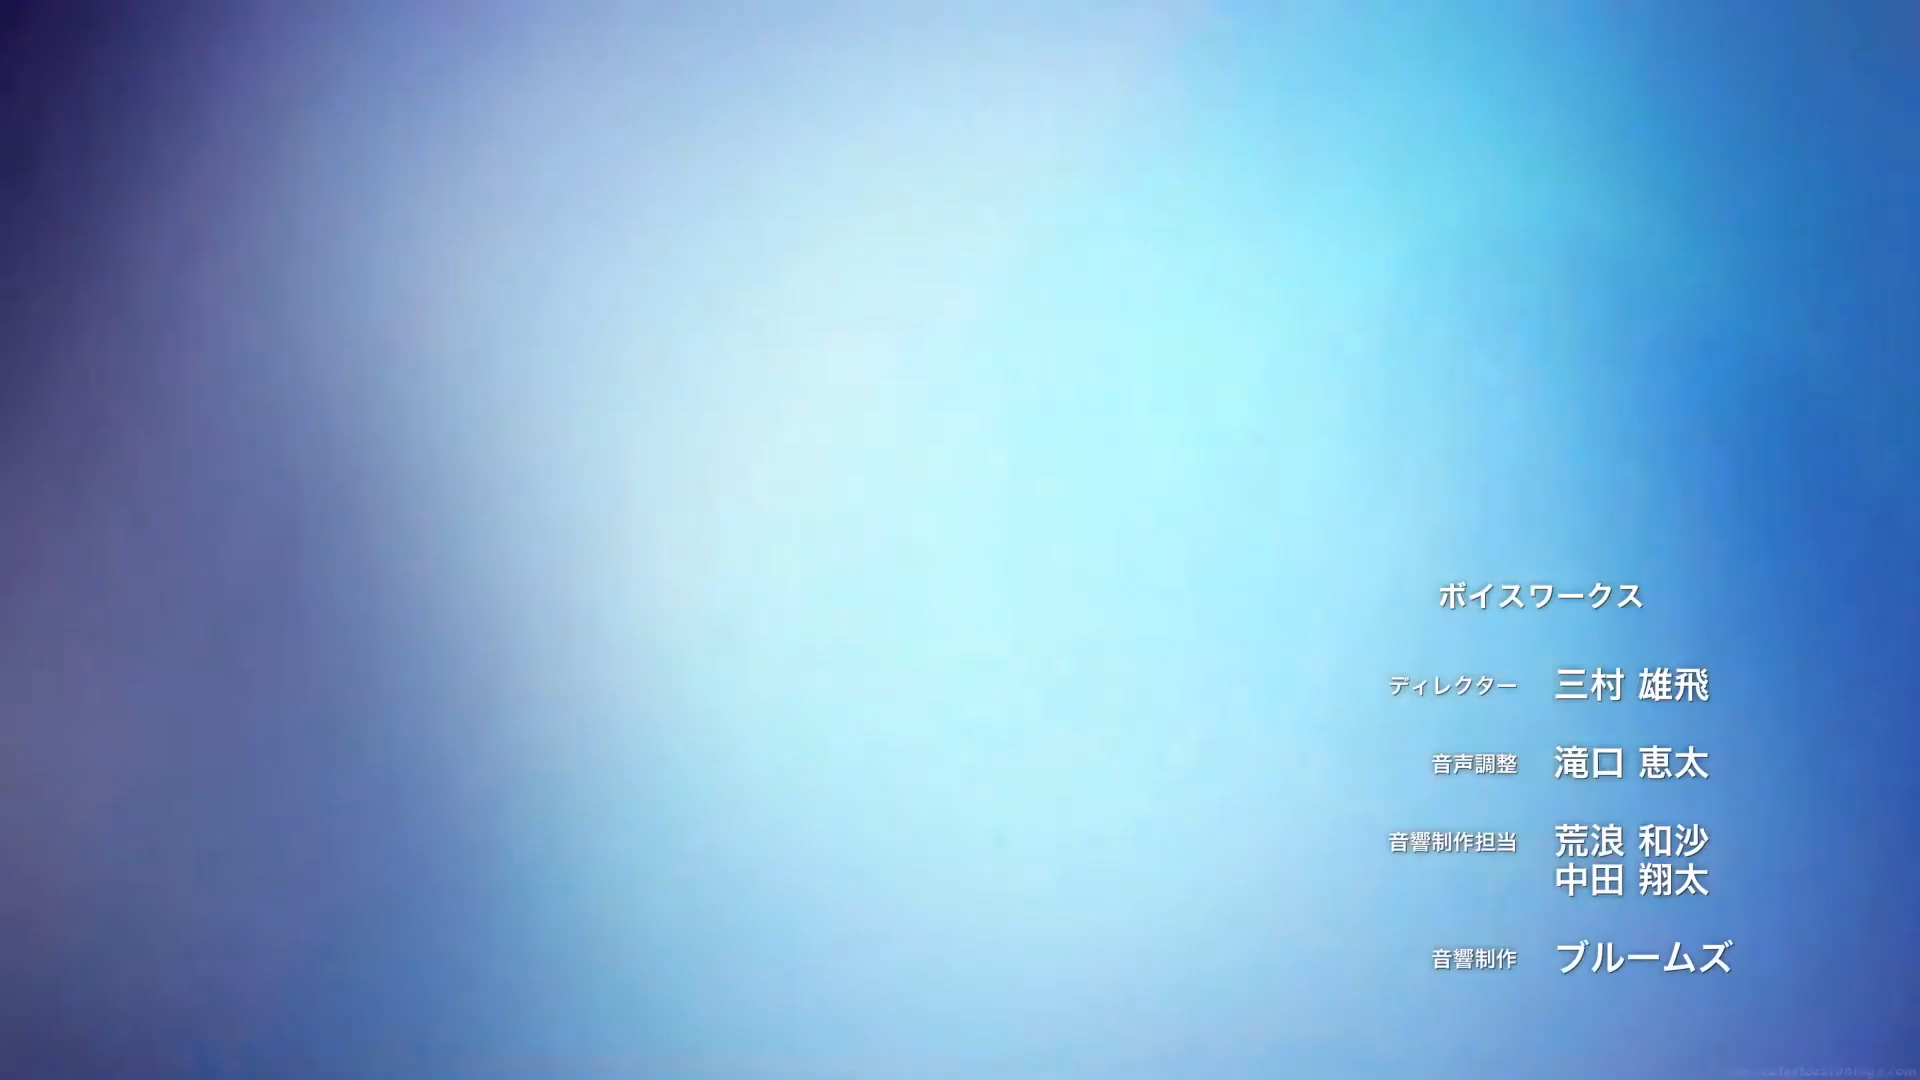 ボイスワークス
ディレクター 三村 雄飛
音声調整 滝口 恵太
音響制作担当 荒浪 和沙
中田 翔太
音響制作 ブルームズ